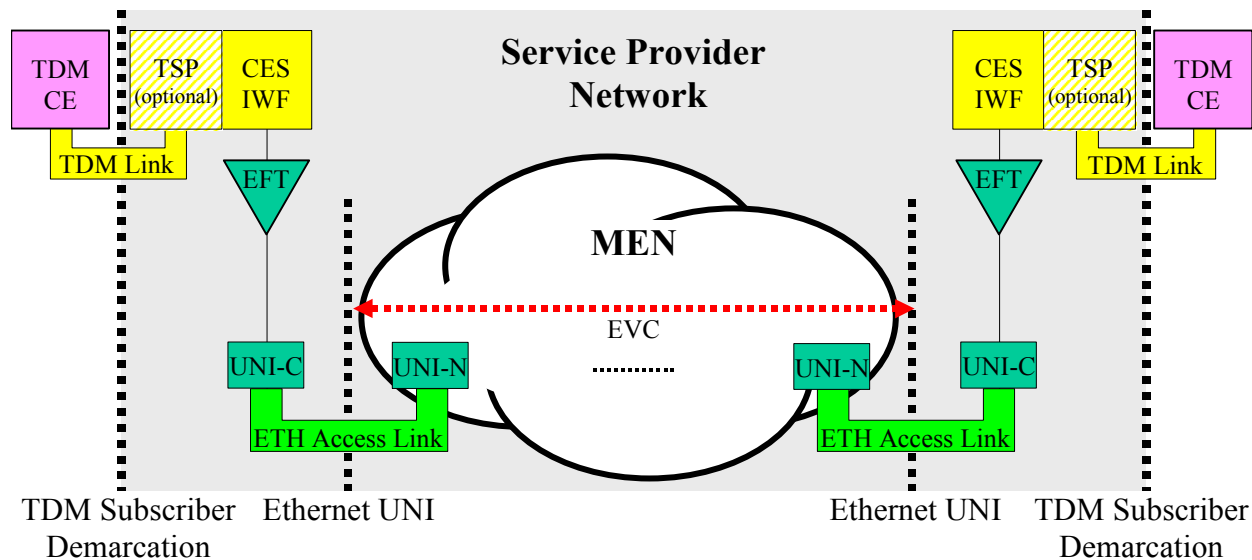 Service Provider
Network
TDM
CE
TSP
(optional)
CES
IWF
CES
IWF
TSP
(optional)
TDM
CE
TDM Link
EFT
EFT
TDM Link
MEN
EVC
UNI-C
UNI-N
UNI-N
UNI-C
ETH Access Link
ETH Access Link
TDM Subscriber
Demarcation
Ethernet UNI
Ethernet UNI
TDM Subscriber
Demarcation